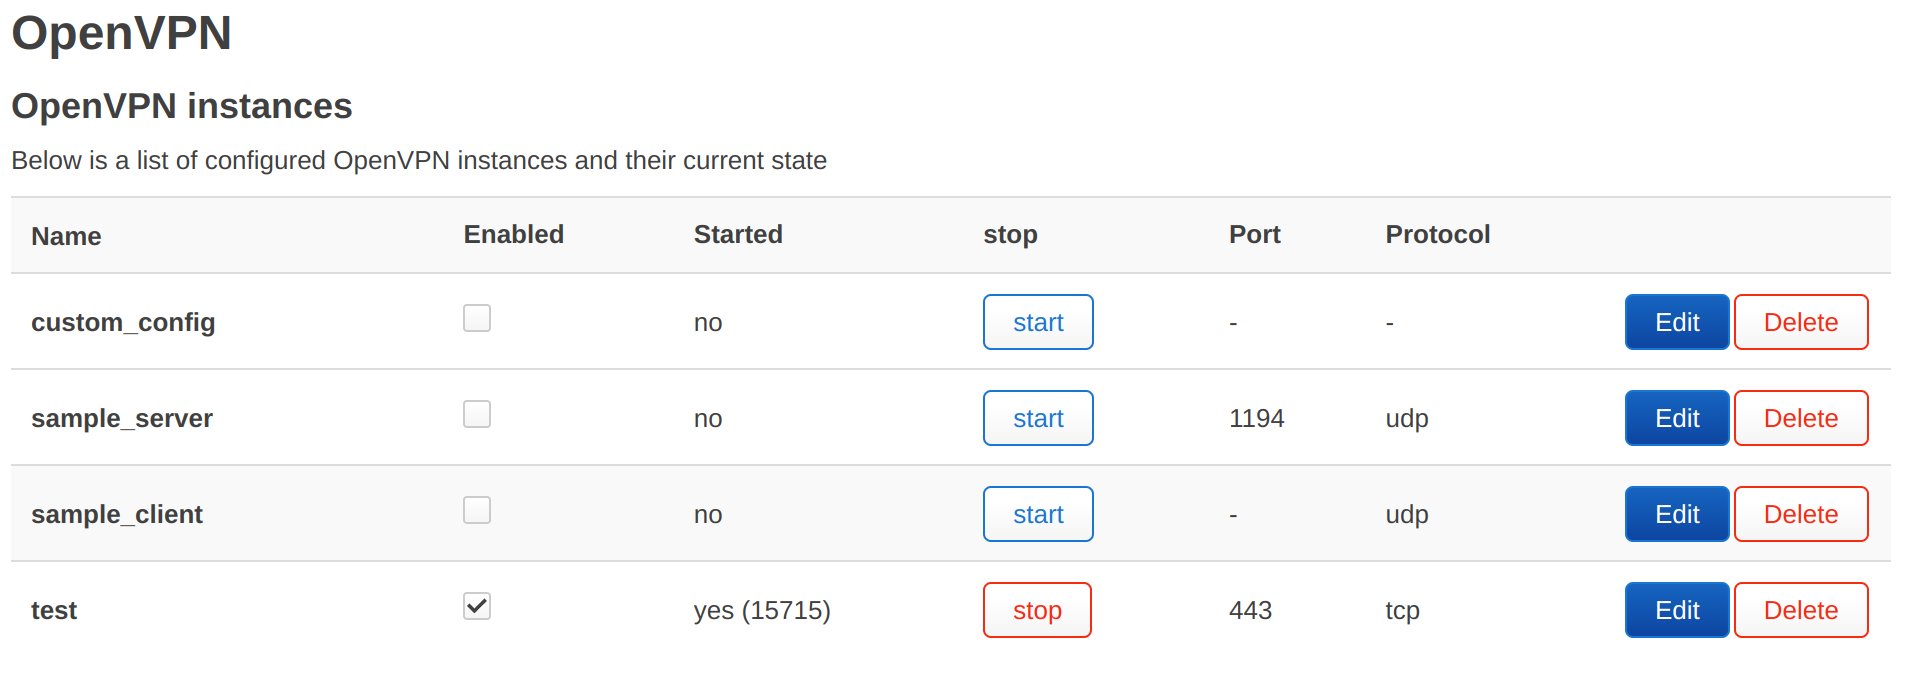 OpenVPN
OpenVPN instances
Below is a list of configured OpenVPN instances and their current state
Name Enabled Started stop Port Protocol
custom_config no start - - Edit Delete
sample_server no start 1194 udp Edit Delete
sample_client no start - udp Edit Delete
test yes (15715) stop 443 tcp Edit Delete